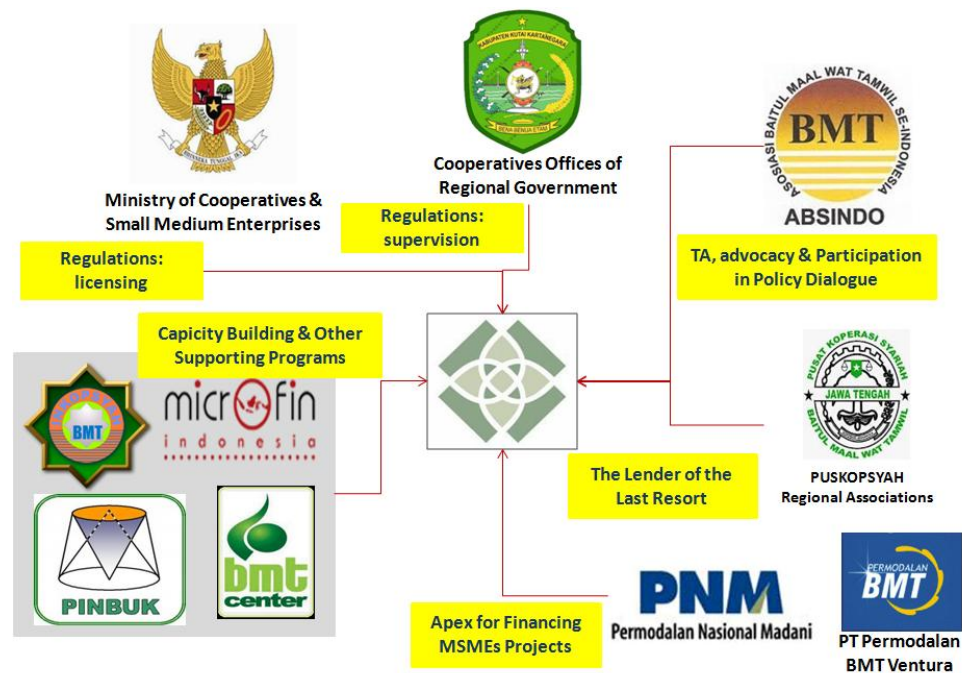 BHINNEKA TUNGGAL IKA
Ministry of Cooperatives &
Small Medium Enterprises
KABUPATEN KUTAI KARTANEGARA
Cooperatives Offices of
Regional Government
ASOSIASI BAITUL MAAL WAT TAMWIL SE-INDONESIA
BMT
ABSINDO
Regulations:
supervision
Regulations:
licensing
TA, advocacy & Participation
in Policy Dialogue
Capicity Building & Other
Supporting Programs
INKOPSYAH
BMT
microfin
indonesia
PINBUK
bmt
center
PUSAT KOPERASI SYARIAH
JAWA TENGAH
BAITUL MAAL WAT TAMWIL
PUSKOPSYAH
Regional Associations
The Lender of the
Last Resort
Apex for Financing
MSMEs Projects
PNM
Permodalan Nasional Madani
PERMODALAN
BMT
PT Permodalan
BMT Ventura